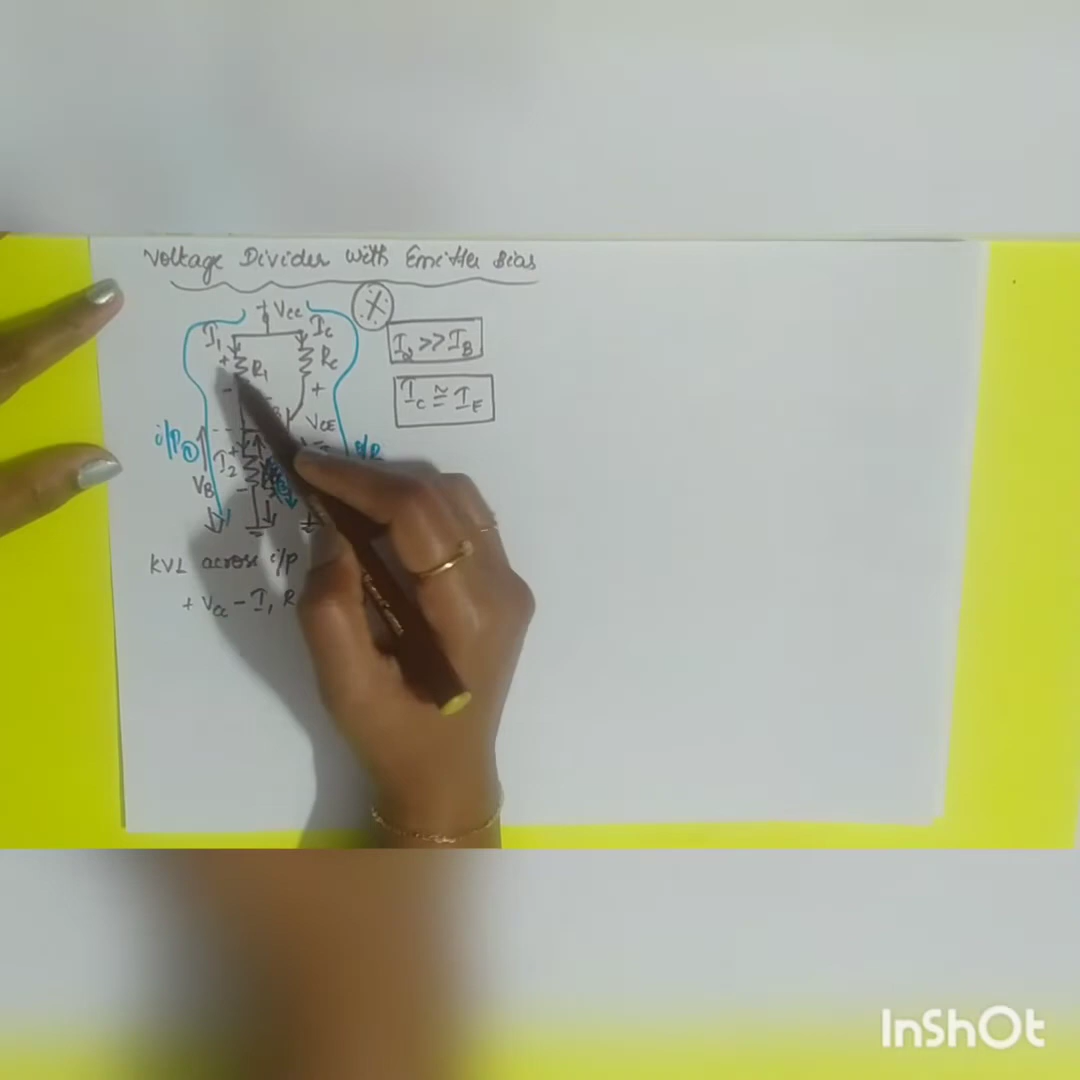 Voltage Divider with Emitter Bias
+ Vcc
I1 Ic
+ R1 Rc
I2 >> IB
- +
Ic ≅ IE
VCE
i/p ①
I2 +
VB -
KVL across i/p
+ Vcc - I1 R
InShOt